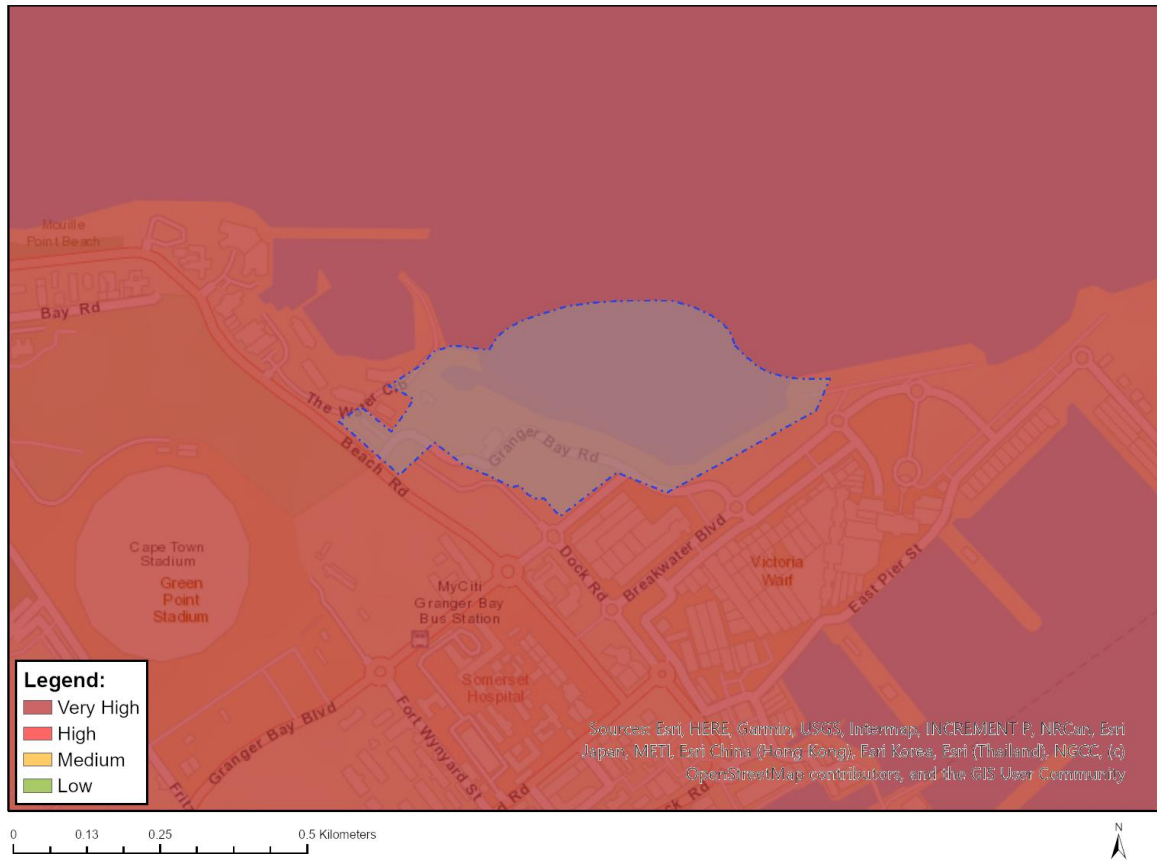 Mouille
Point Beach
Bay Rd
The Water Clb
Beach Rd
Granger Bay Rd
Cape Town
Stadium
Green
Point
Stadium
MyCiti
Granger Bay
Bus Station
Dock Rd
Breakwater Blvd
Victoria
Warf
East Pier St
Somerset
Hospital
Granger Bay Blvd
Fort Wynyard St
Fritz
d Rd
ck Rd
Legend:
Very High
High
Medium
Low
Sources: Esri, HERE, Garmin, USGS, Intermap, INCREMENT P, NRCan, Esri
Japan, METI, Esri China (Hong Kong), Esri Korea, Esri (Thailand), NGCC, (c)
OpenStreetMap contributors, and the GIS User Community
0 0.13 0.25 0.5 Kilometers
N